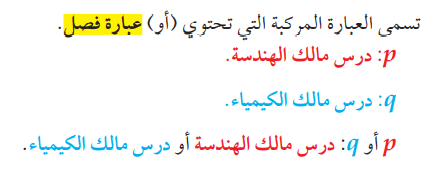 تسمى العبارة المركبة التي تحتوي (أو) عبارة فصل.
p: درس مالك الهندسة.
q: درس مالك الكيمياء.
p أو q: درس مالك الهندسة أو درس مالك الكيمياء.